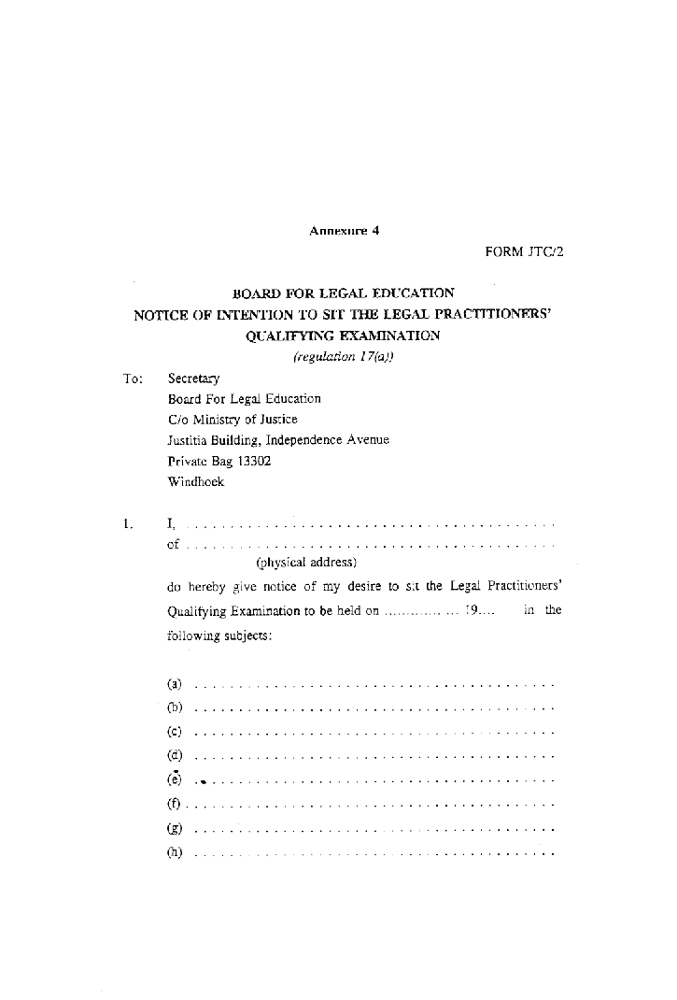 Annexure 4
FORM JTC/2
BOARD FOR LEGAL EDUCATION
NOTICE OF INTENTION TO SIT THE LEGAL PRACTITIONERS'
QUALIFYING EXAMINATION
(regulation 17(a))
To: Secretary
Board For Legal Education
C/o Ministry of Justice
Justitia Building, Independence Avenue
Private Bag 13302
Windhoek
1. I, . . . . . . . . . . . . . . . . . . . . . . . . . . . . . . . . . . . . . . . . .
of . . . . . . . . . . . . . . . . . . . . . . . . . . . . . . . . . . . . . . . . .
(physical address)
do hereby give notice of my desire to sit the Legal Practitioners'
Qualifying Examination to be held on ................ 19.... in the
following subjects:
(a) . . . . . . . . . . . . . . . . . . . . . . . . . . . . . . . . . . . . . . . .
(b) . . . . . . . . . . . . . . . . . . . . . . . . . . . . . . . . . . . . . . . .
(c) . . . . . . . . . . . . . . . . . . . . . . . . . . . . . . . . . . . . . . . .
(d) . . . . . . . . . . . . . . . . . . . . . . . . . . . . . . . . . . . . . . . .
(e) . . . . . . . . . . . . . . . . . . . . . . . . . . . . . . . . . . . . . . . .
(f) . . . . . . . . . . . . . . . . . . . . . . . . . . . . . . . . . . . . . . . . .
(g) . . . . . . . . . . . . . . . . . . . . . . . . . . . . . . . . . . . . . . . .
(h) . . . . . . . . . . . . . . . . . . . . . . . . . . . . . . . . . . . . . . . .